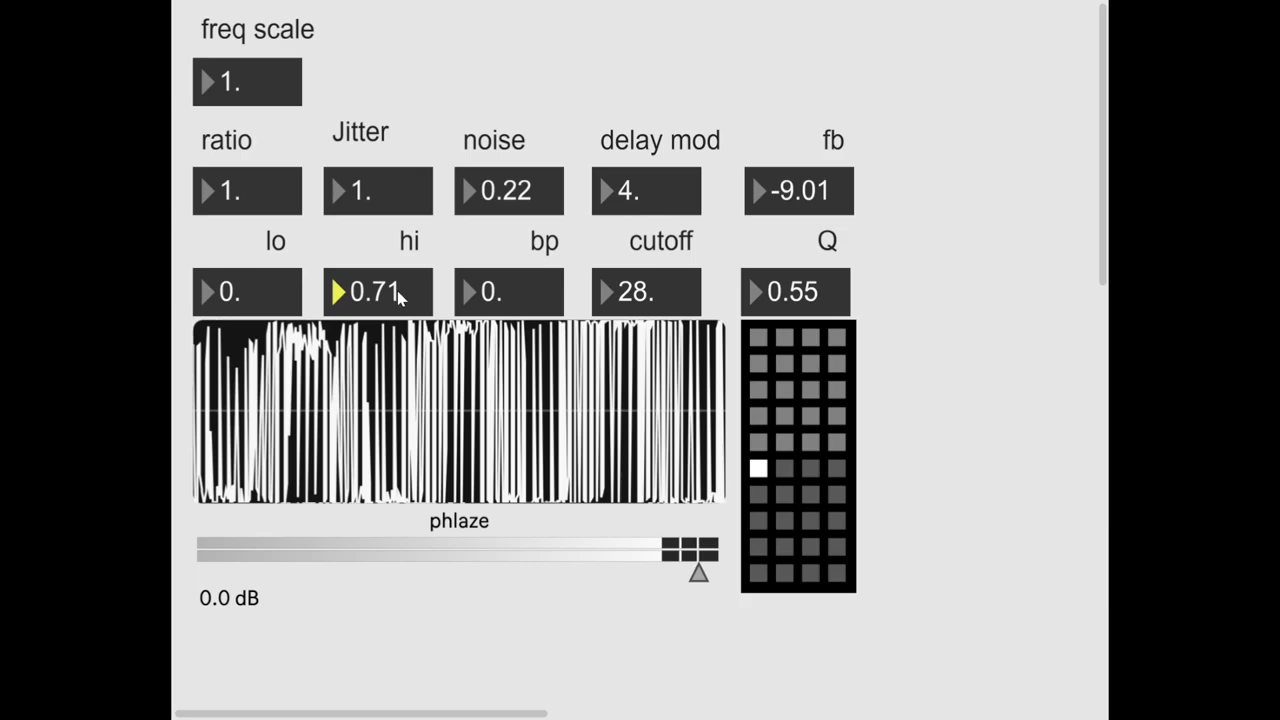 freq scale
1.
ratio Jitter noise delay mod fb
1. 1. 0.22 4. -9.01
lo hi bp cutoff Q
0. 0.71 0. 28. 0.55
phlaze
0.0 dB